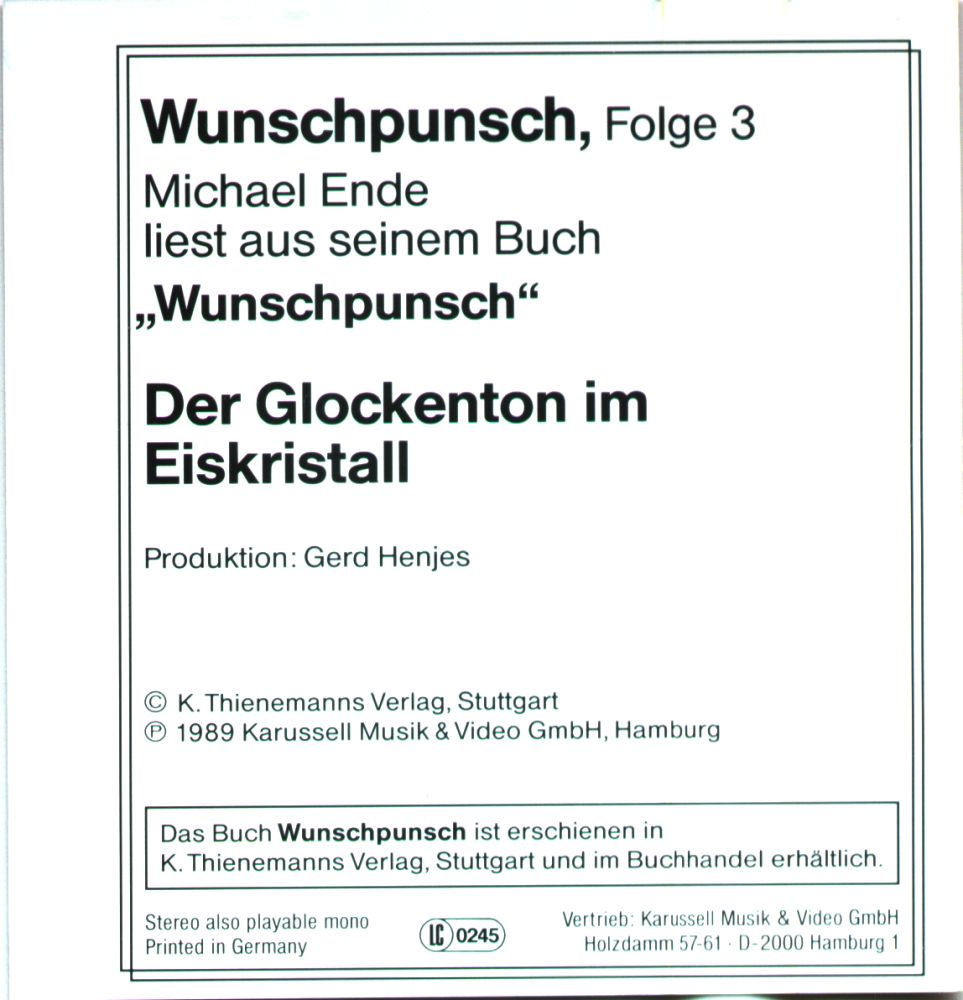 Wunschpunsch, Folge 3
Michael Ende
liest aus seinem Buch
„Wunschpunsch“
Der Glockenton im
Eiskristall
Produktion: Gerd Henjes
© K. Thienemanns Verlag, Stuttgart
℗ 1989 Karussell Musik & Video GmbH, Hamburg
Das Buch Wunschpunsch ist erschienen in
K. Thienemanns Verlag, Stuttgart und im Buchhandel erhältlich.
Stereo also playable mono
Printed in Germany
LC 0245
Vertrieb: Karussell Musik & Video GmbH
Holzdamm 57-61 · D-2000 Hamburg 1